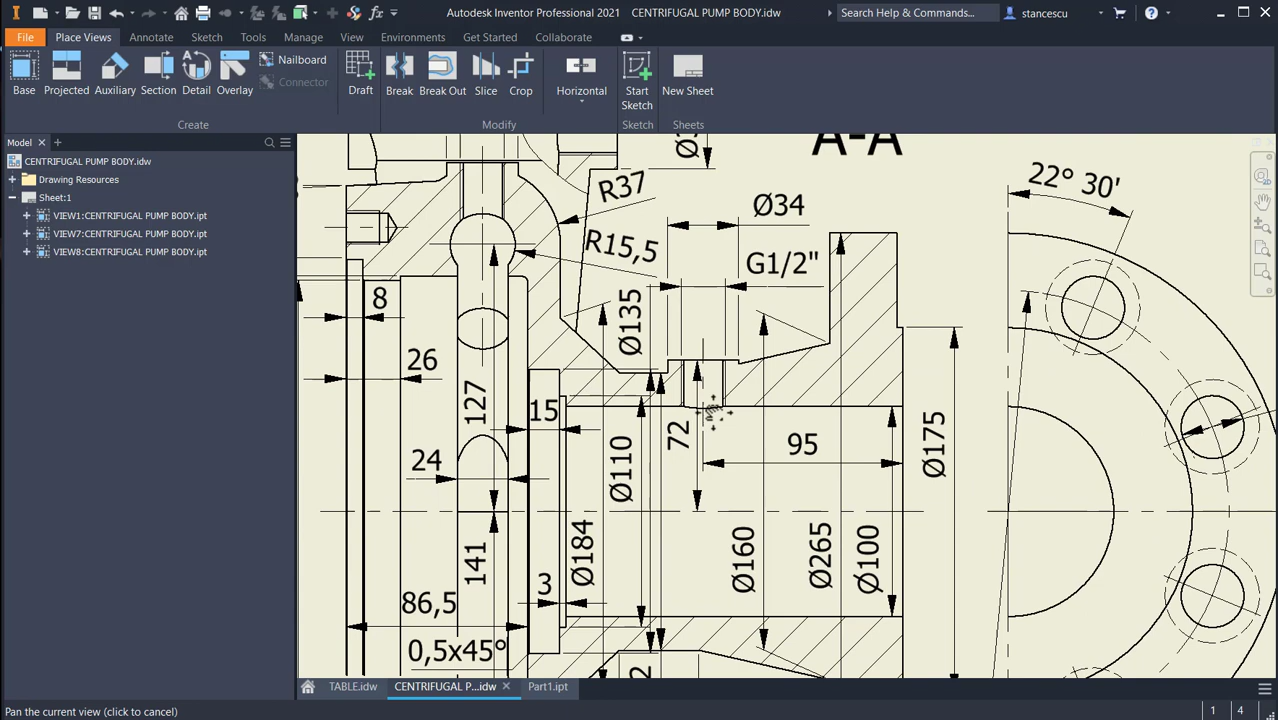 Autodesk Inventor Professional 2021 CENTRIFUGAL PUMP BODY.idw
Search Help & Commands...
stancescu
File
Place Views
Annotate
Sketch
Tools
Manage
View
Environments
Get Started
Collaborate
Base
Projected
Auxiliary
Section
Detail
Overlay
Nailboard
Connector
Draft
Break
Break Out
Slice
Crop
Horizontal
Start
Sketch
New Sheet
Create
Modify
Sketch
Sheets
Model
CENTRIFUGAL PUMP BODY.idw
Drawing Resources
Sheet:1
VIEW1:CENTRIFUGAL PUMP BODY.ipt
VIEW7:CENTRIFUGAL PUMP BODY.ipt
VIEW8:CENTRIFUGAL PUMP BODY.ipt
A-A
R37
22° 30'
Ø34
R15,5
G1/2"
8
Ø135
26
127
15
72
95
Ø175
24
Ø110
141
Ø184
Ø160
Ø265
Ø100
3
86,5
0,5x45°
2
TABLE.idw
CENTRIFUGAL P...idw
Part1.ipt
Pan the current view (click to cancel)
1 4